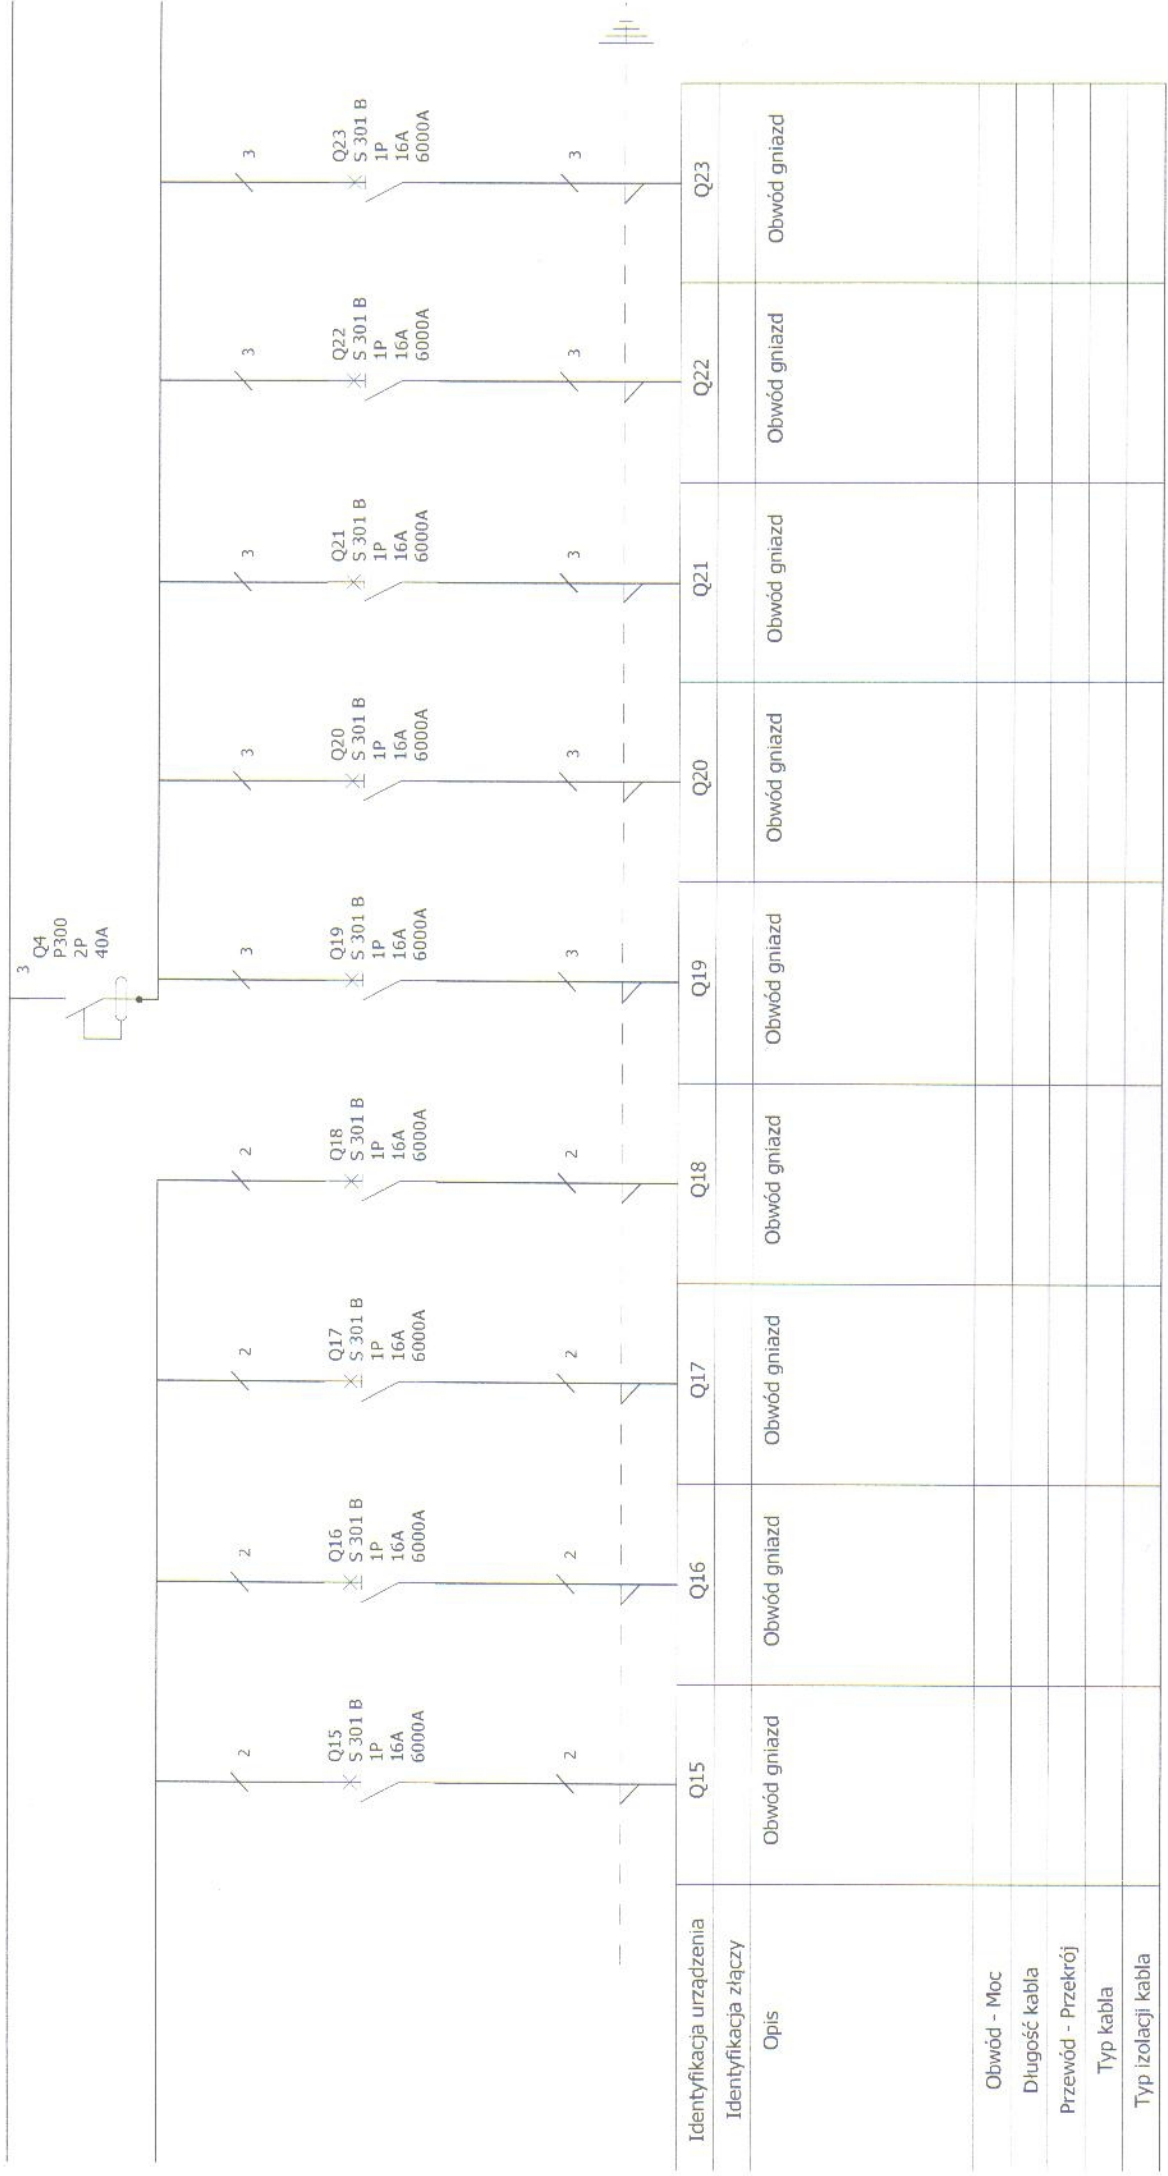 3
Q4
P300
2P
40A
2
Q15
S 301 B
1P
16A
6000A
2
2
Q16
S 301 B
1P
16A
6000A
2
2
Q17
S 301 B
1P
16A
6000A
2
2
Q18
S 301 B
1P
16A
6000A
2
3
Q19
S 301 B
1P
16A
6000A
3
3
Q20
S 301 B
1P
16A
6000A
3
3
Q21
S 301 B
1P
16A
6000A
3
3
Q22
S 301 B
1P
16A
6000A
3
3
Q23
S 301 B
1P
16A
6000A
3
Identyfikacja urządzenia Q15 Q16 Q17 Q18 Q19 Q20 Q21 Q22 Q23
Identyfikacja złączy
Opis Obwód gniazd Obwód gniazd Obwód gniazd Obwód gniazd Obwód gniazd Obwód gniazd Obwód gniazd Obwód gniazd Obwód gniazd
Obwód - Moc
Długość kabla
Przewód - Przekrój
Typ kabla
Typ izolacji kabla